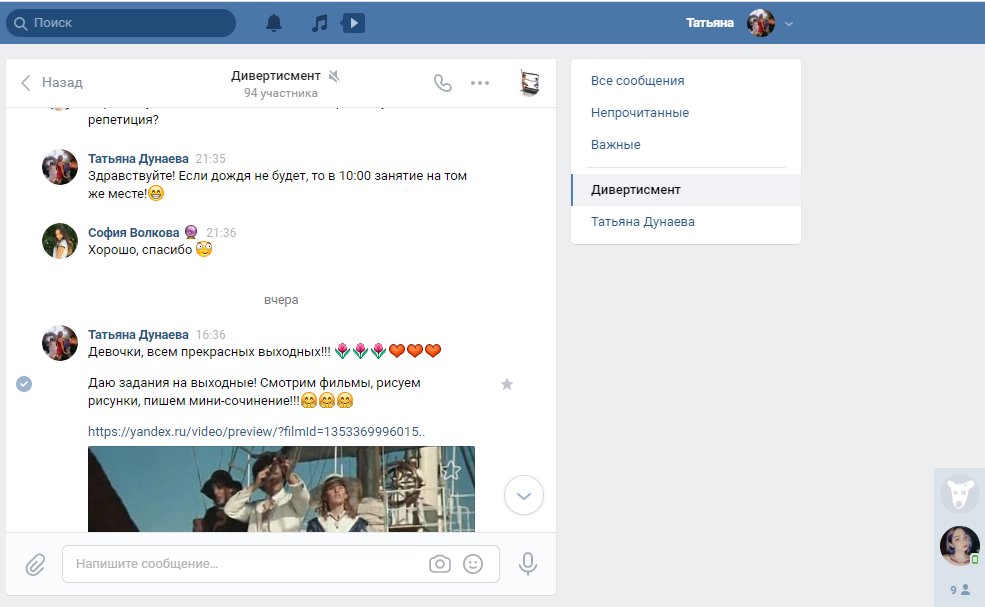 Поиск
Татьяна
Назад
Дивертисмент
94 участника
репетиция?
Татьяна Дунаева 21:35
Здравствуйте! Если дождя не будет, то в 10:00 занятие на том
же месте!😁
София Волкова 🔮 21:36
Хорошо, спасибо 🙄
вчера
Татьяна Дунаева 16:36
Девочки, всем прекрасных выходных!!! 🌷🌷🌷❤❤❤
Даю задания на выходные! Смотрим фильмы, рисуем
рисунки, пишем мини-сочинение!!!🤗🤗🤗
https://yandex.ru/video/preview/?filmId=1353369996015..
Напишите сообщение...
Все сообщения
Непрочитанные
Важные
Дивертисмент
Татьяна Дунаева
9